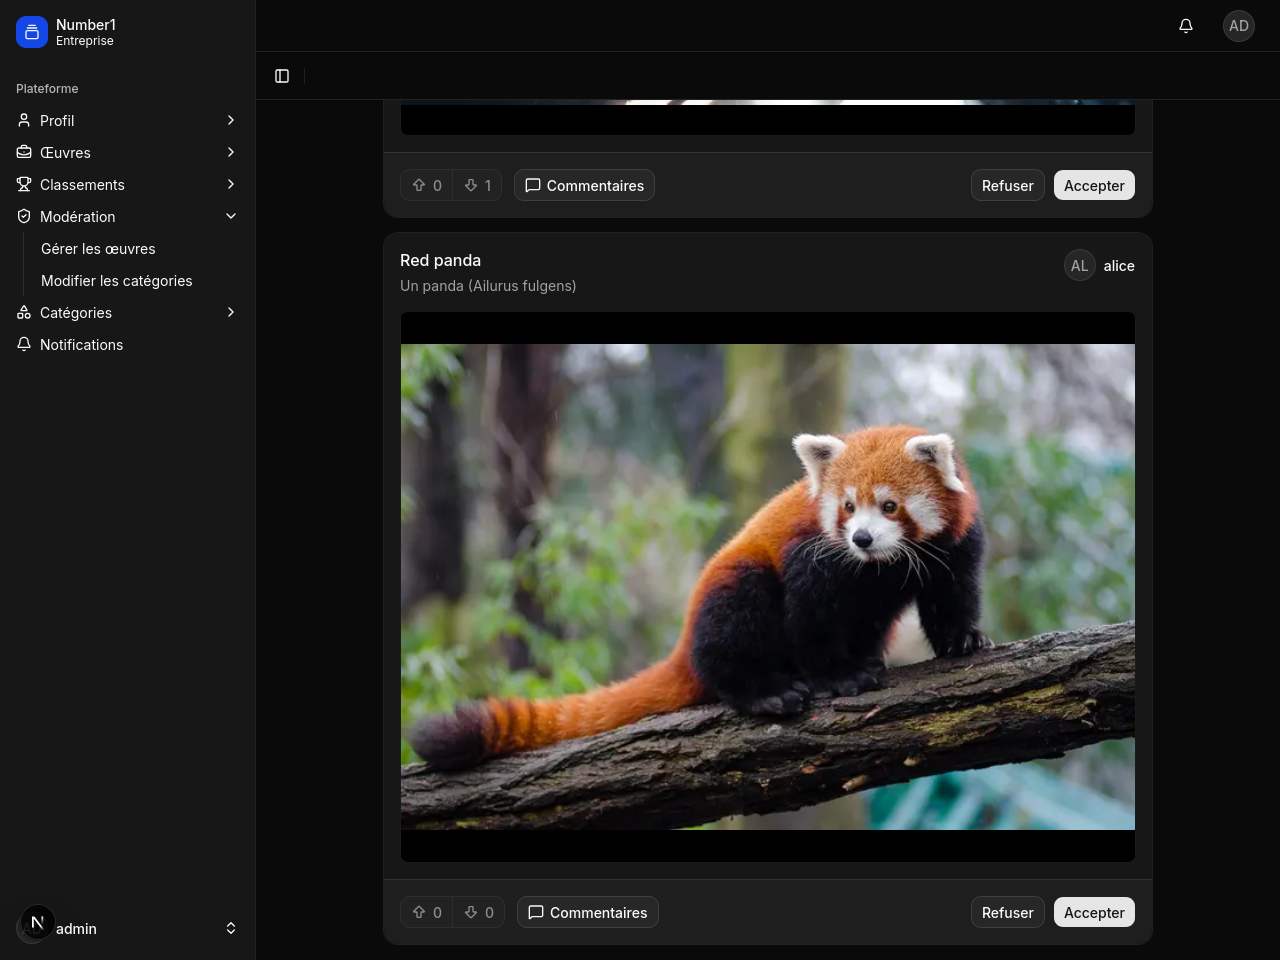 Number1
Entreprise
AD
Plateforme
Profil
Œuvres
Classements
Modération
Gérer les œuvres
Modifier les catégories
Catégories
Notifications
0
1
Commentaires
Refuser
Accepter
Red panda
AL
alice
Un panda (Ailurus fulgens)
0
0
Commentaires
Refuser
Accepter
N
admin